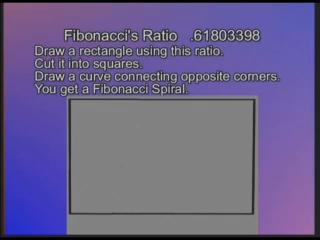 Fibonacci's Ratio .61803398
Draw a rectangle using this ratio.
Cut it into squares.
Draw a curve connecting opposite corners.
You get a Fibonacci Spiral.